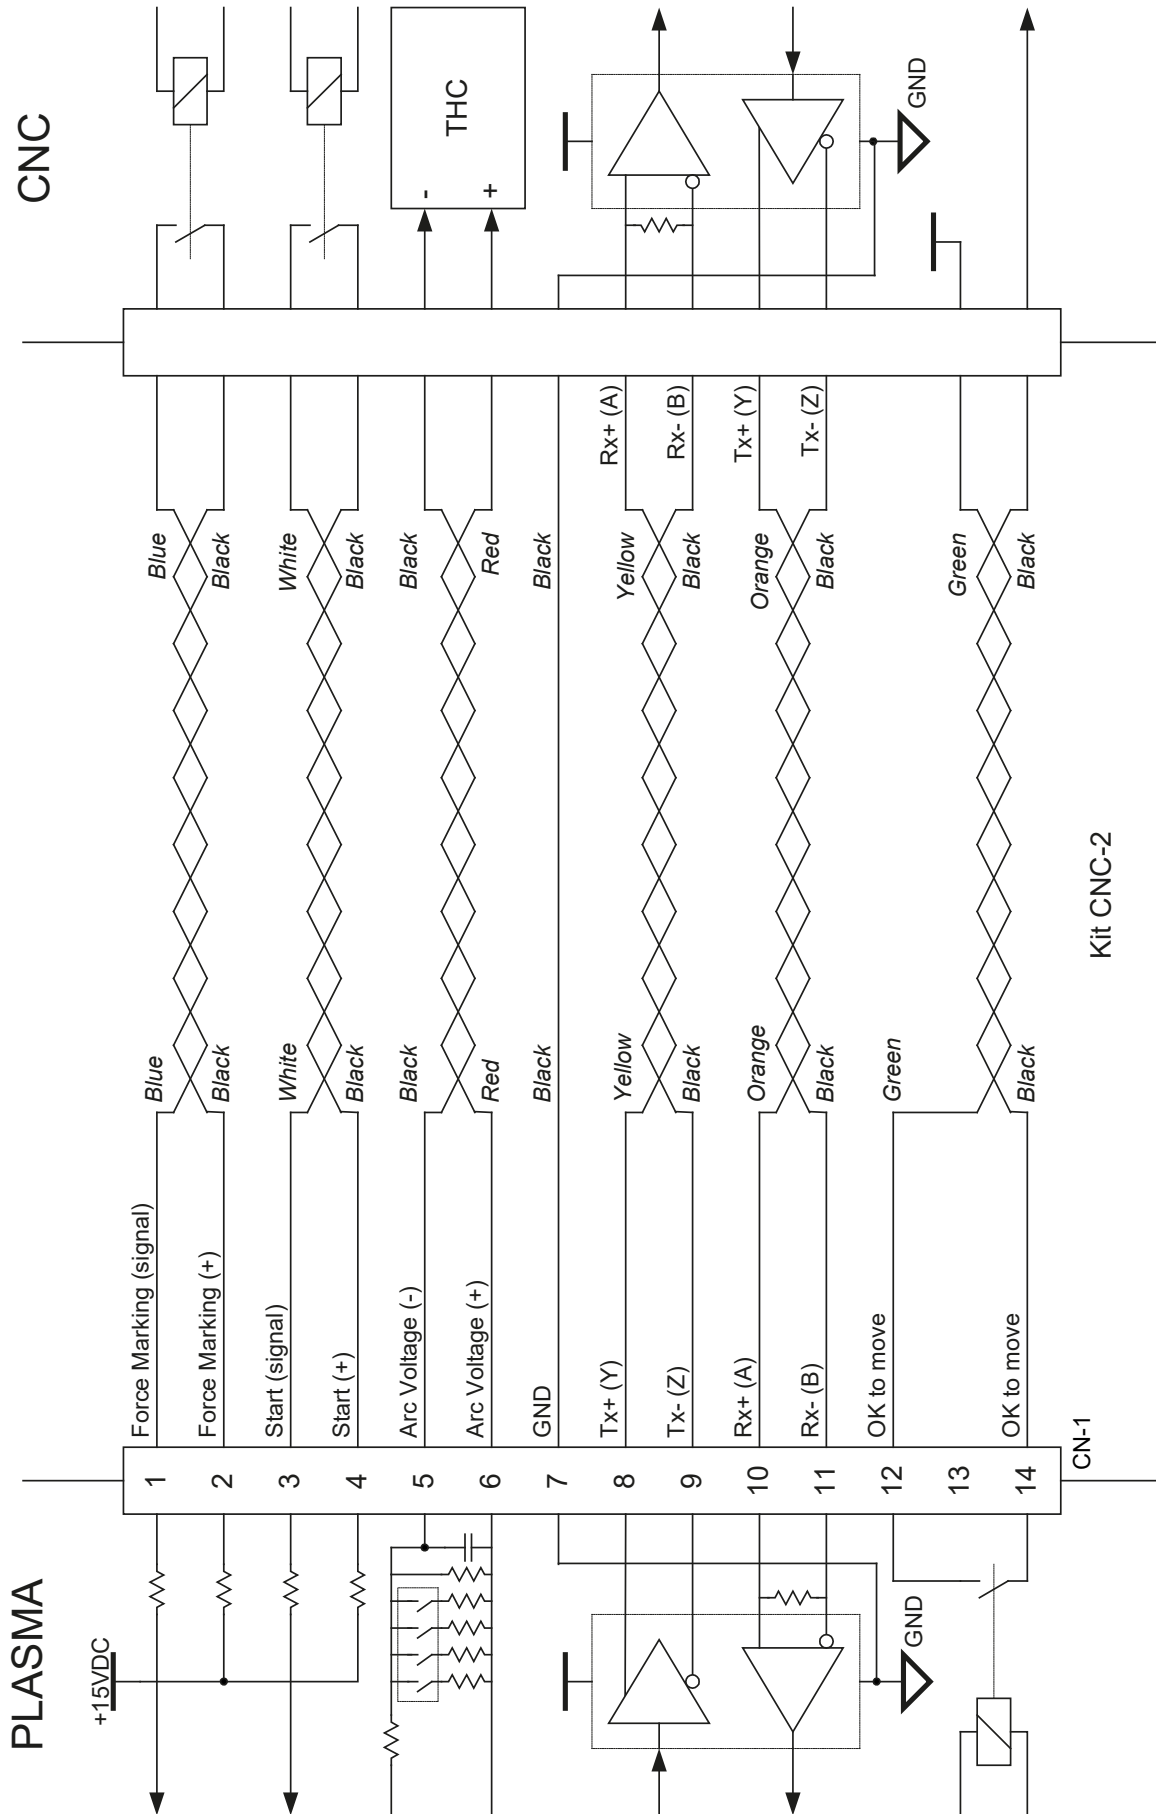 PLASMA
CNC
+15VDC
1
Force Marking (signal)
Blue
Blue
2
Force Marking (+)
Black
Black
3
Start (signal)
White
White
4
Start (+)
Black
Black
5
Arc Voltage (-)
Black
Black
-
6
Arc Voltage (+)
Red
Red
+
THC
7
GND
Black
Black
8
Tx+ (Y)
Yellow
Yellow
Rx+ (A)
9
Tx- (Z)
Black
Black
Rx- (B)
10
Rx+ (A)
Orange
Orange
Tx+ (Y)
11
Rx- (B)
Black
Black
Tx- (Z)
12
OK to move
Green
Green
GND
GND
13
14
OK to move
Black
Black
CN-1
Kit CNC-2